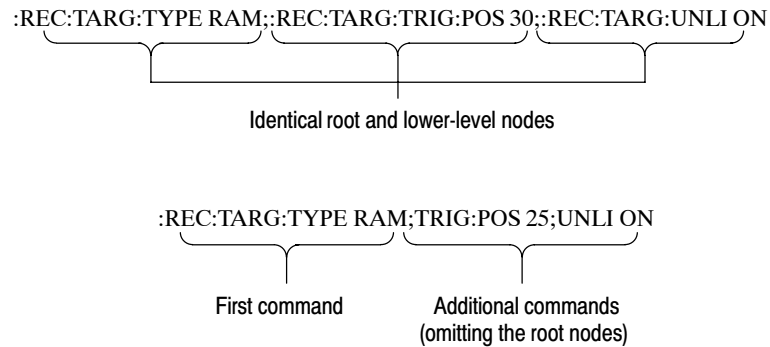 :REC:TARG:TYPE RAM;:REC:TARG:TRIG:POS 30;:REC:TARG:UNLI ON
Identical root and lower-level nodes
:REC:TARG:TYPE RAM;TRIG:POS 25;UNLI ON
First command
Additional commands
(omitting the root nodes)